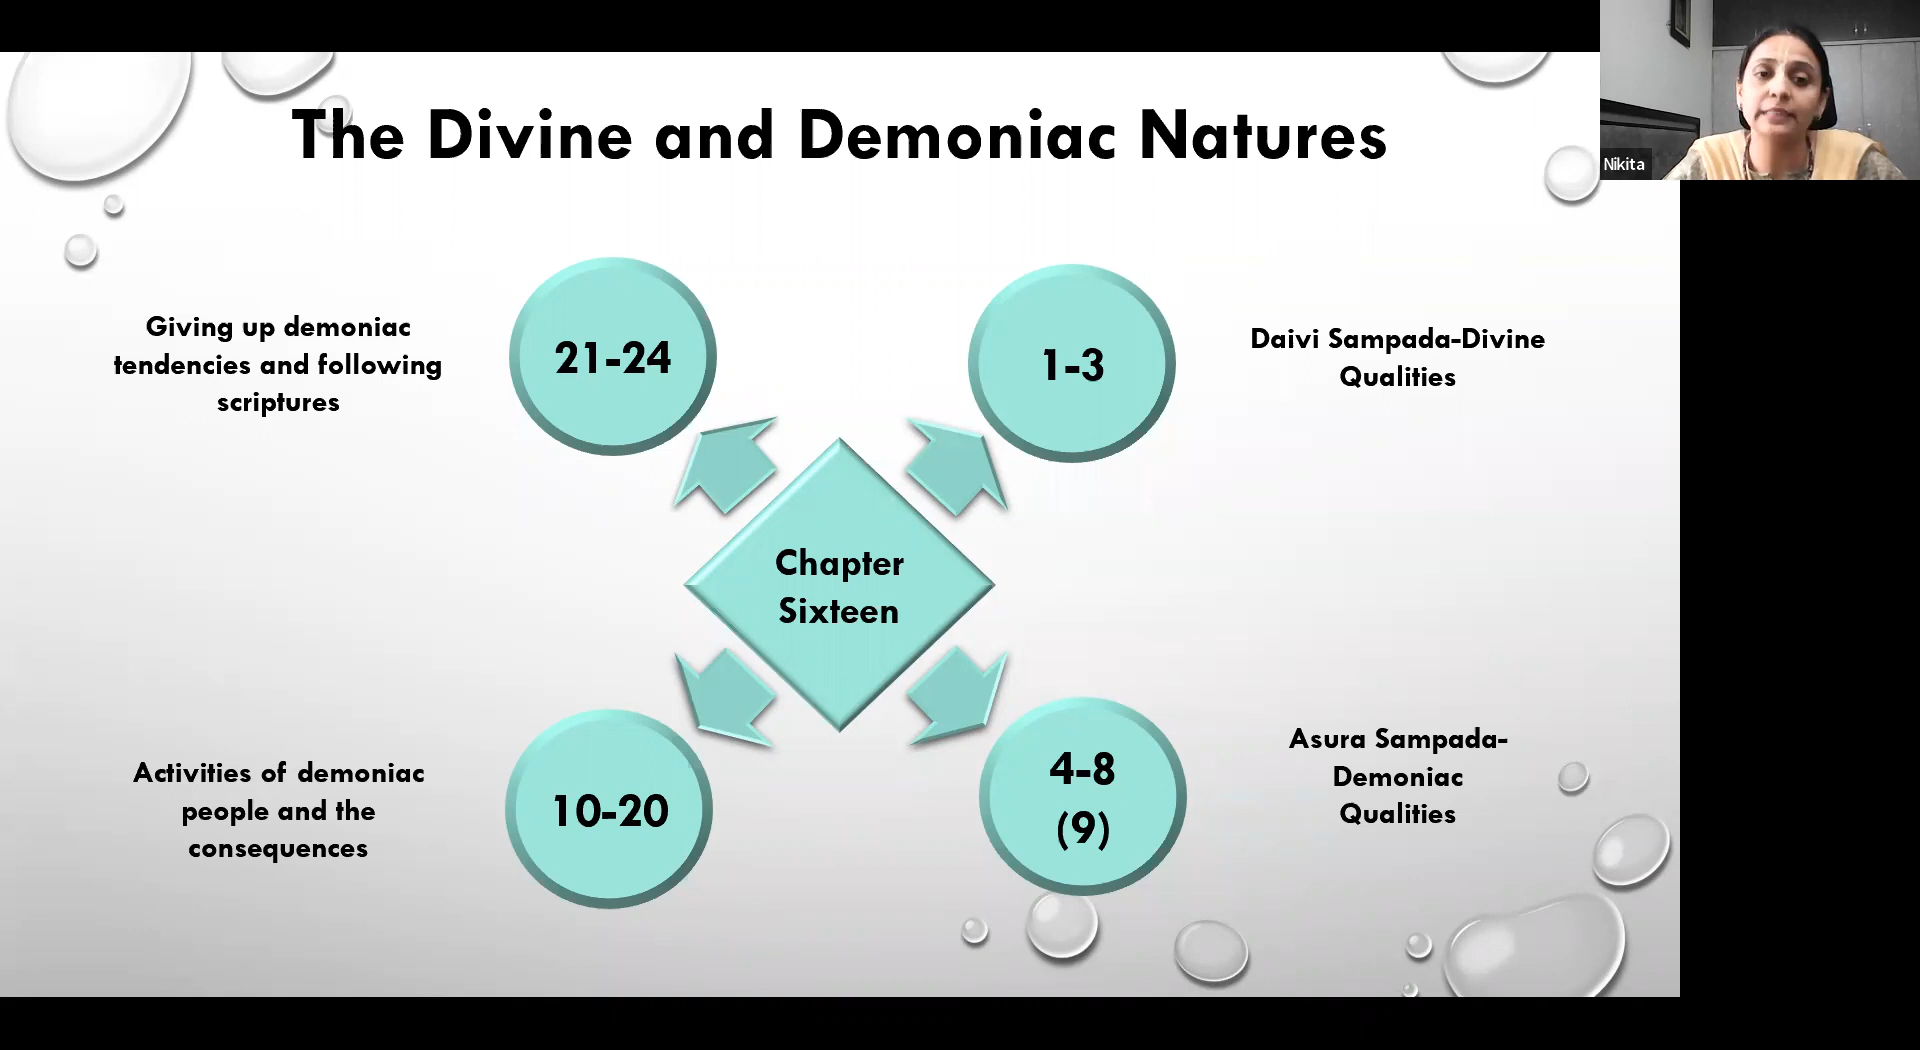 The Divine and Demoniac Natures
Nikita
Giving up demoniac
tendencies and following
scriptures
21-24
1-3
Daivi Sampada-Divine
Qualities
Chapter
Sixteen
Activities of demoniac
people and the
consequences
10-20
4-8
(9)
Asura Sampada-
Demoniac
Qualities